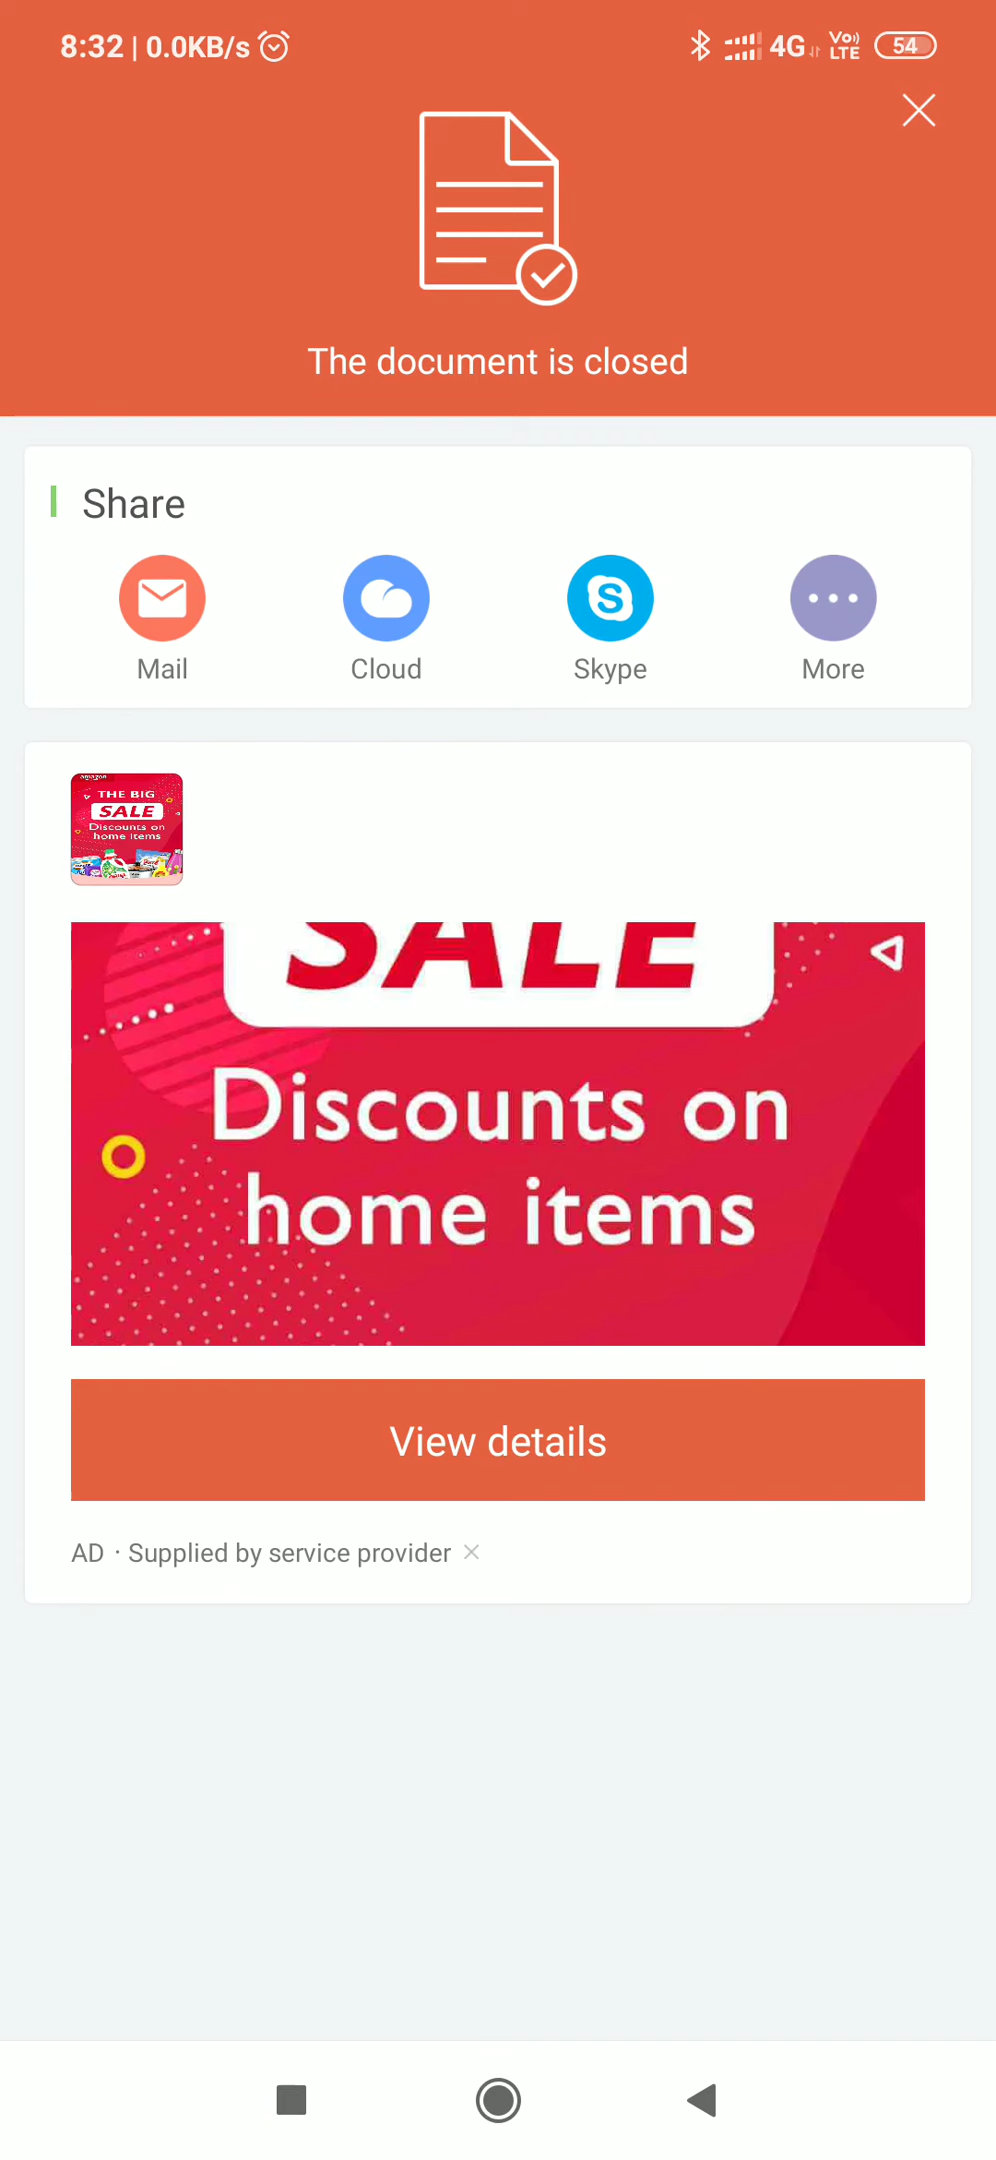 8:32 | 0.0KB/s
4G
Vo))
LTE
54
The document is closed
Share
Mail
Cloud
Skype
More
amazon
THE BIG
SALE
Discounts on
home items
SALE
Discounts on
home items
View details
AD · Supplied by service provider